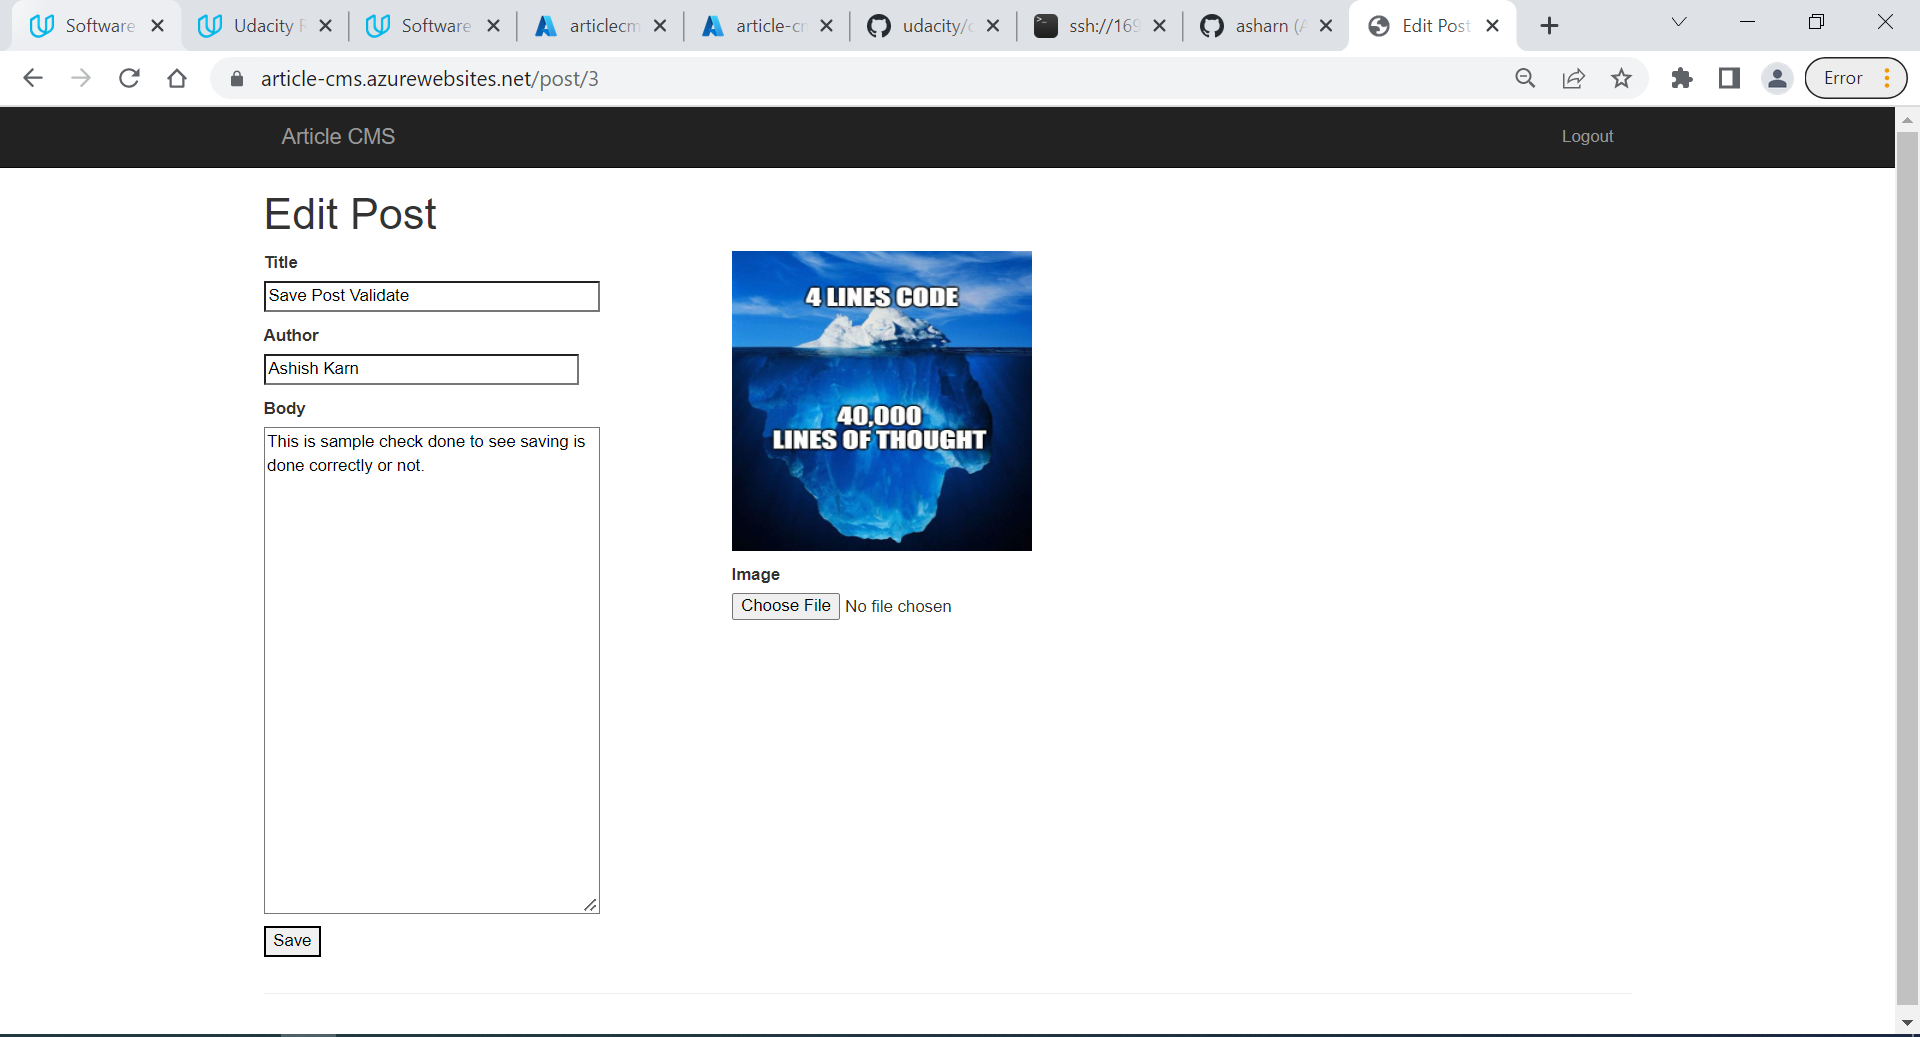 Software
Udacity
Software
articlecm
article-cm
udacity/c
ssh://169
asharn (A
Edit Post
article-cms.azurewebsites.net/post/3
Error
Article CMS
Logout
Edit Post
Title
Save Post Validate
4 LINES CODE
Author
Ashish Karn
Body
This is sample check done to see saving is
done correctly or not.
40,000
LINES OF THOUGHT
Image
Choose File No file chosen
Save